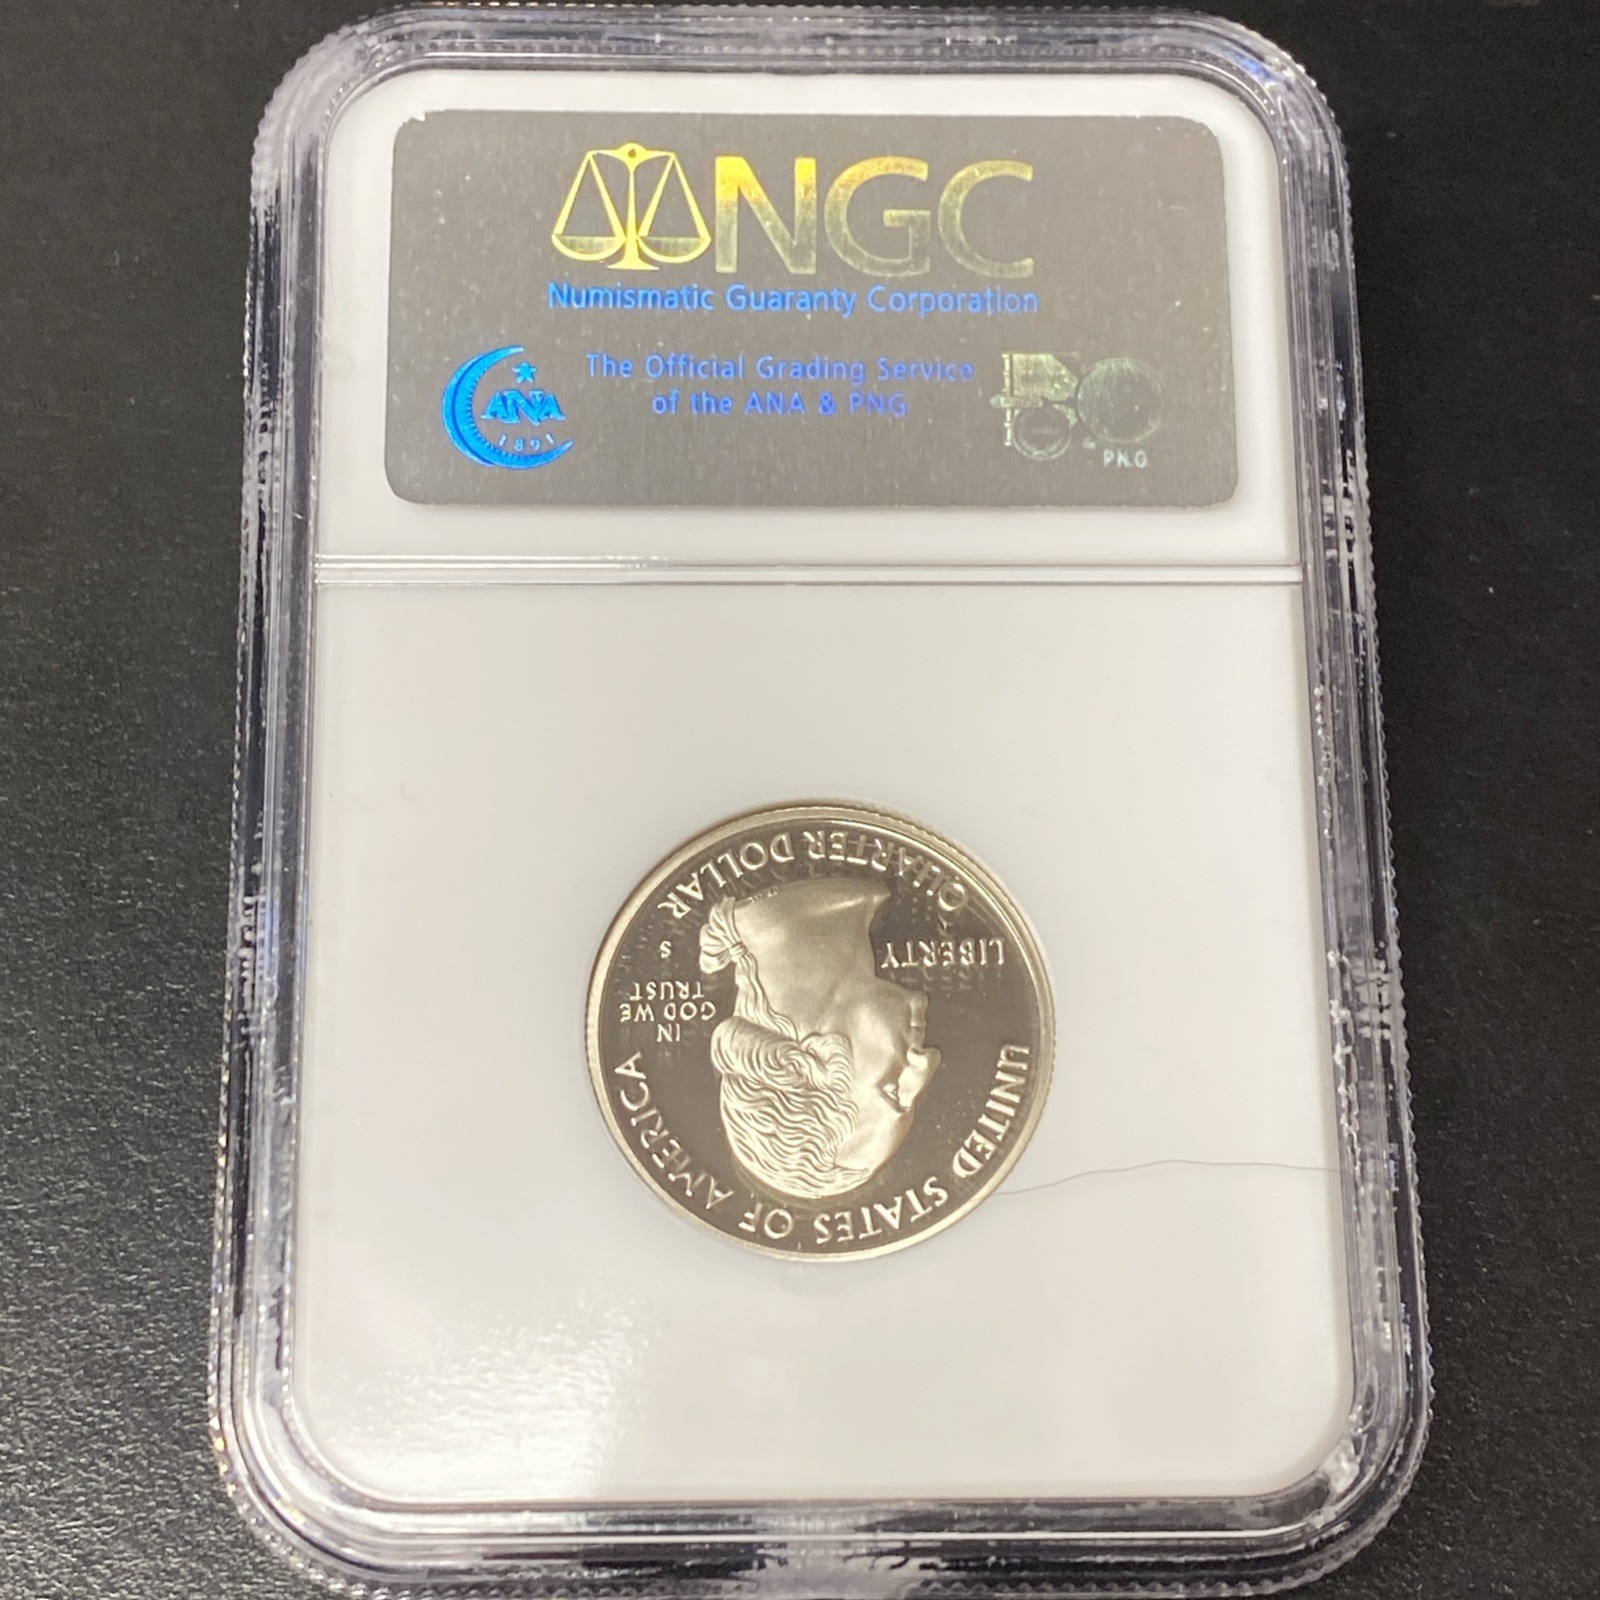 NGC
Numismatic Guaranty Corporation
The Official Grading Service
of the ANA & PNG
ANA
1891
P.N.G
UNITED STATES OF AMERICA
LIBERTY
IN
GOD WE
TRUST
S
QUARTER DOLLAR